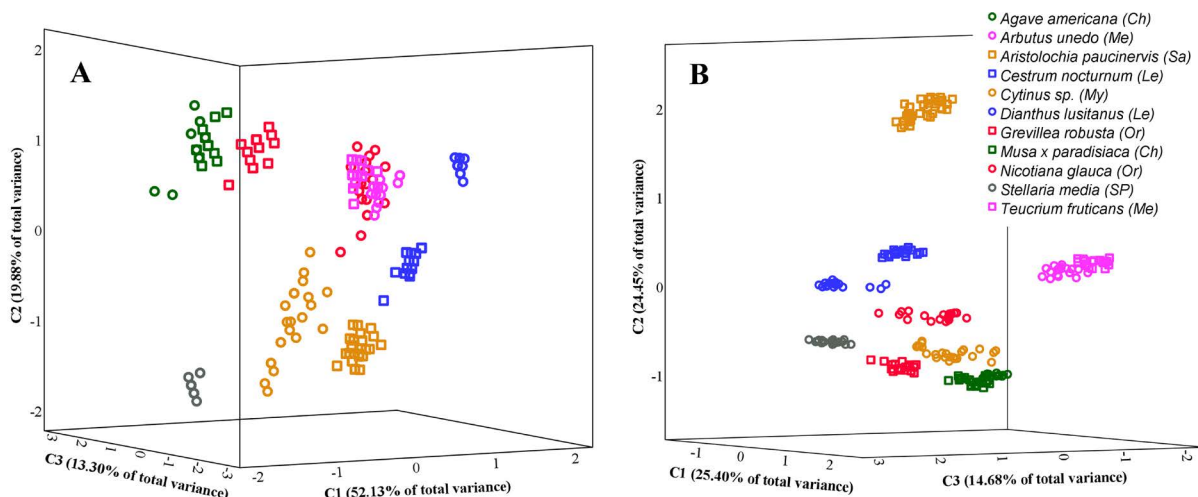 A
C2 (19.88% of total variance)
2
1
0
-1
-2
3
2
1
0
-1
-2
-3
C3 (13.30% of total variance)
-2
-1
0
1
2
C1 (52.13% of total variance)
B
C2 (24.45% of total variance)
2
1
0
-1
-1
0
1
2
C1 (25.40% of total variance)
3
2
1
0
-1
-2
C3 (14.68% of total variance)
Agave americana (Ch)
Arbutus unedo (Me)
Aristolochia paucinervis (Sa)
Cestrum nocturnum (Le)
Cytinus sp. (My)
Dianthus lusitanus (Le)
Grevillea robusta (Or)
Musa x paradisiaca (Ch)
Nicotiana glauca (Or)
Stellaria media (SP)
Teucrium fruticans (Me)